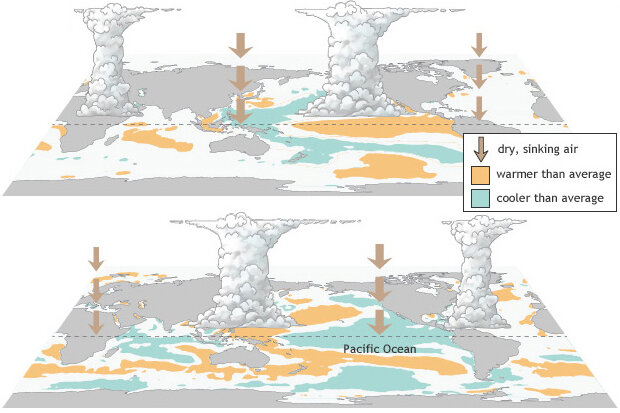 dry, sinking air
warmer than average
cooler than average
Pacific Ocean